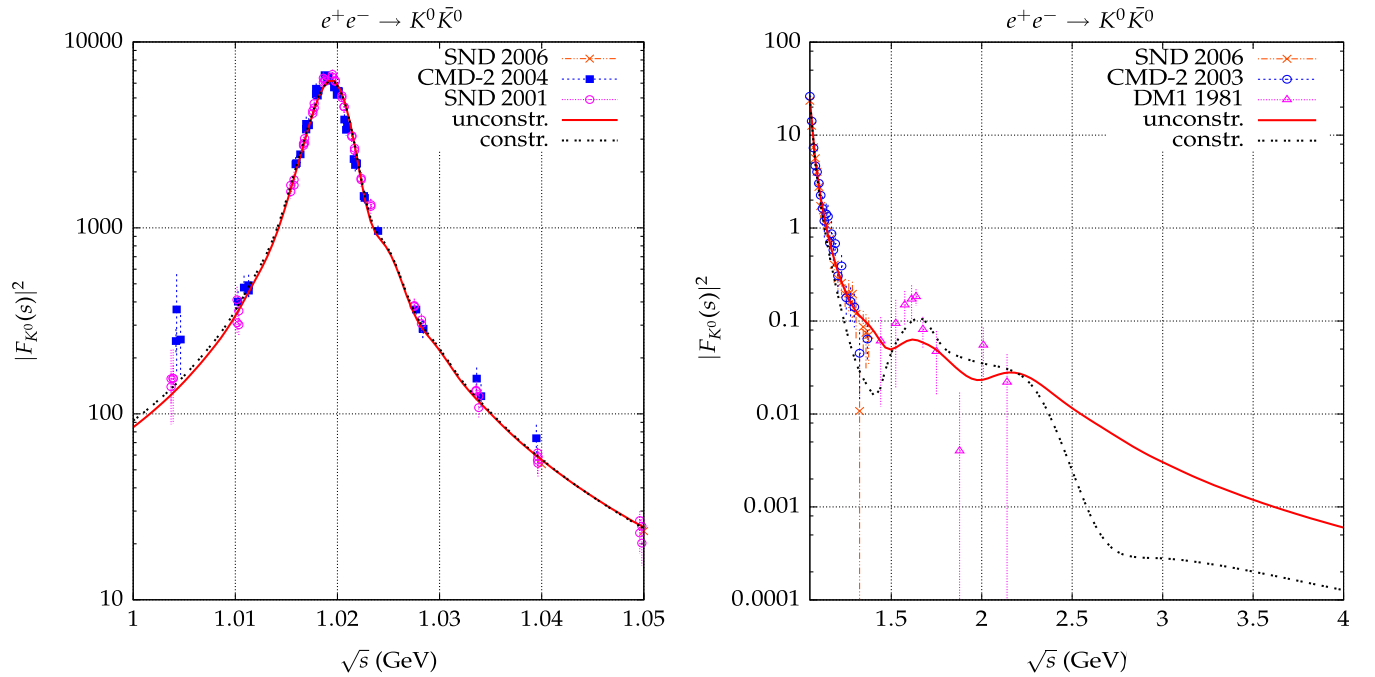 e⁺e⁻ → K⁰K̄⁰
|F_K⁰(s)|²
10000
1000
100
10
SND 2006
CMD-2 2004
SND 2001
unconstr.
constr.
1 1.01 1.02 1.03 1.04 1.05
√s (GeV)
e⁺e⁻ → K⁰K̄⁰
|F_K⁰(s)|²
100
10
1
0.1
0.01
0.001
0.0001
SND 2006
CMD-2 2003
DM1 1981
unconstr.
constr.
1.5 2 2.5 3 3.5 4
√s (GeV)